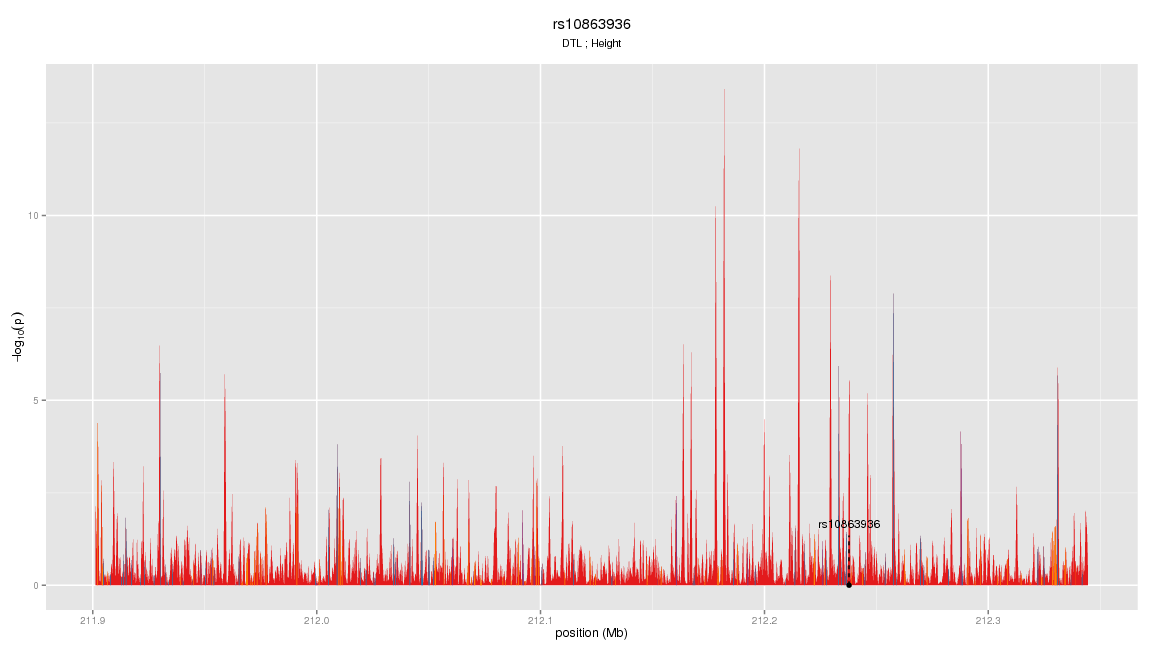 rs10863936
DTL ; Height
−log10(p)
10
5
0
rs10863936
211.9 212.0 212.1 212.2 212.3
position (Mb)